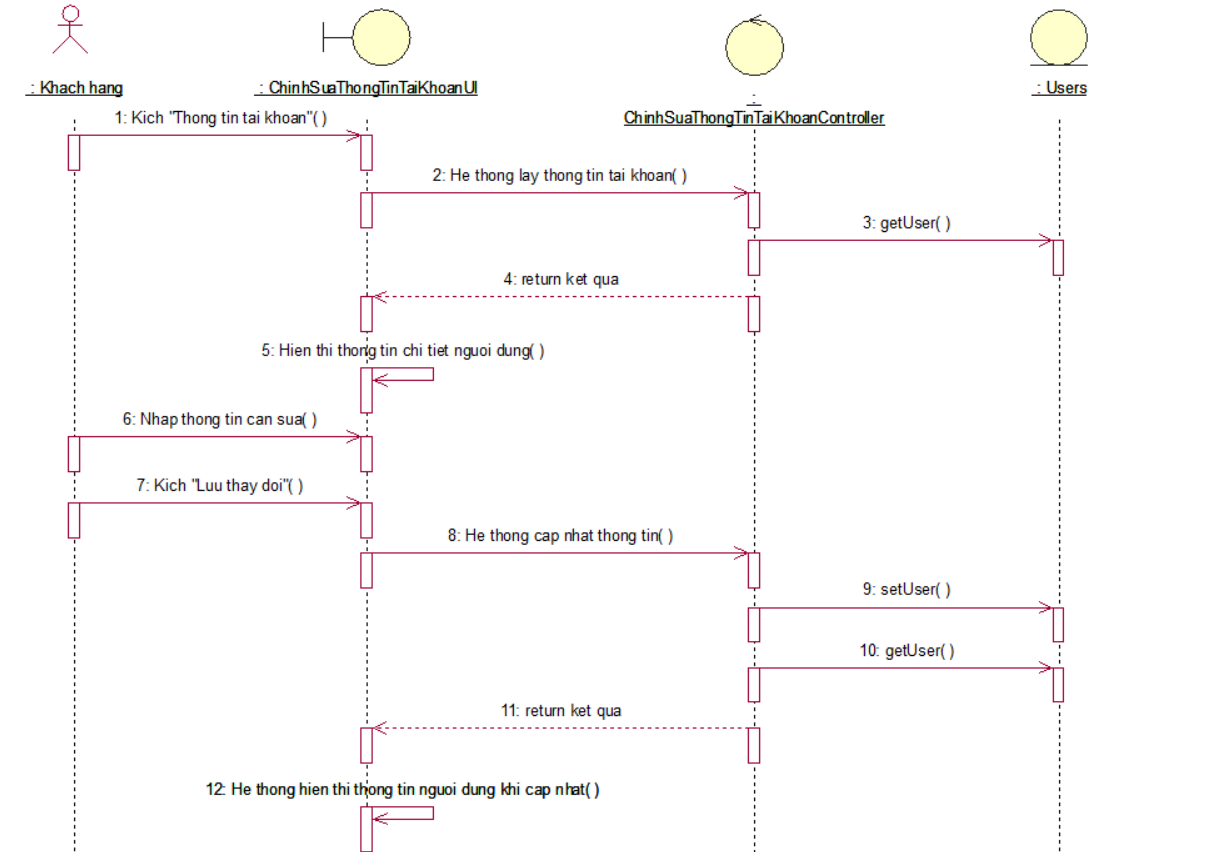 : Khach hang
: ChinhSuaThongTinTaiKhoanUI
:
ChinhSuaThongTinTaiKhoanController
: Users
1: Kich "Thong tin tai khoan"( )
2: He thong lay thong tin tai khoan( )
3: getUser( )
4: return ket qua
5: Hien thi thong tin chi tiet nguoi dung( )
6: Nhap thong tin can sua( )
7: Kich "Luu thay doi"( )
8: He thong cap nhat thong tin( )
9: setUser( )
10: getUser( )
11: return ket qua
12: He thong hien thi thong tin nguoi dung khi cap nhat( )